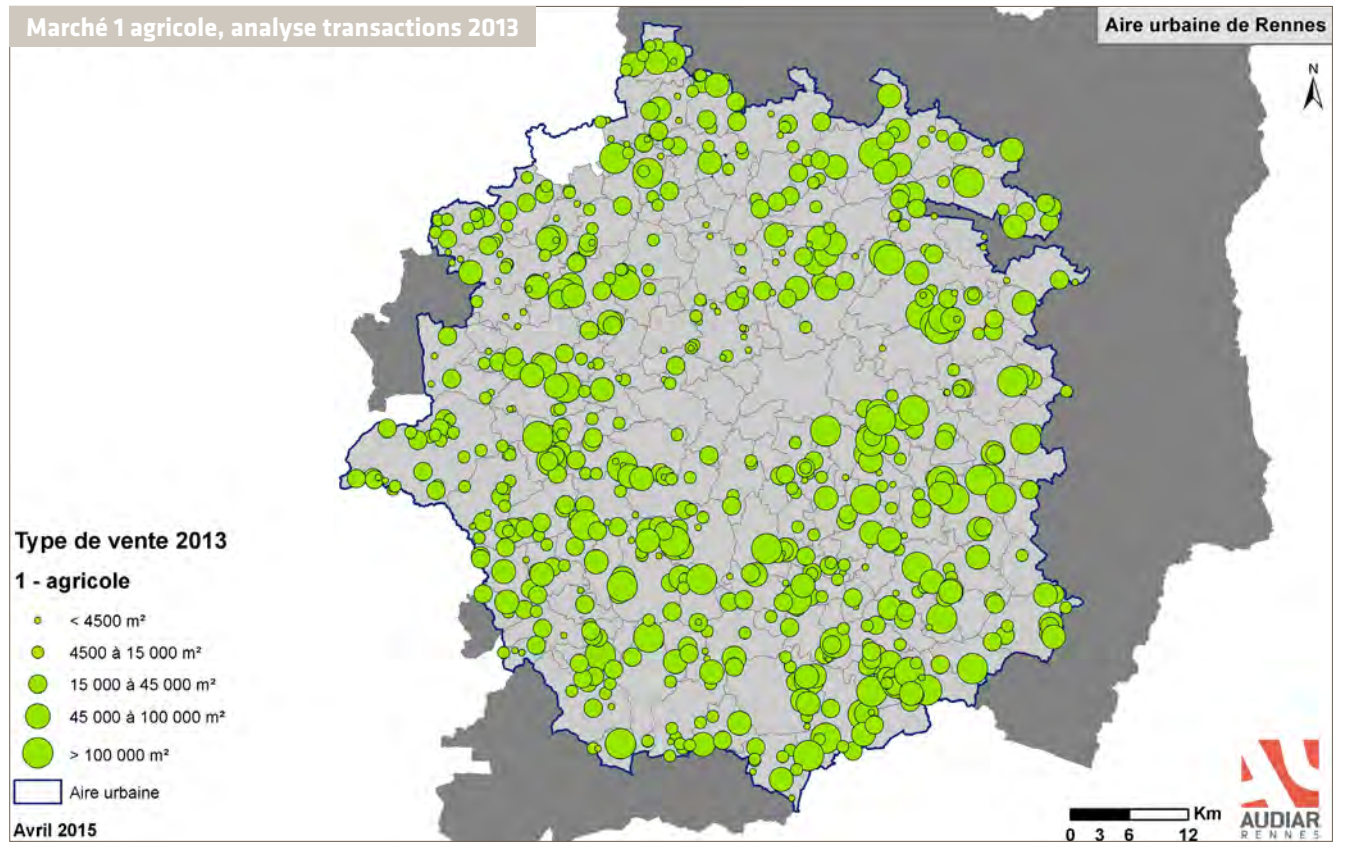 Marché 1 agricole, analyse transactions 2013
Aire urbaine de Rennes
N
Type de vente 2013
1 - agricole
< 4500 m²
4500 à 15 000 m²
15 000 à 45 000 m²
45 000 à 100 000 m²
> 100 000 m²
Aire urbaine
Avril 2015
Km
0 3 6 12
AU
AUDIAR
RENNES